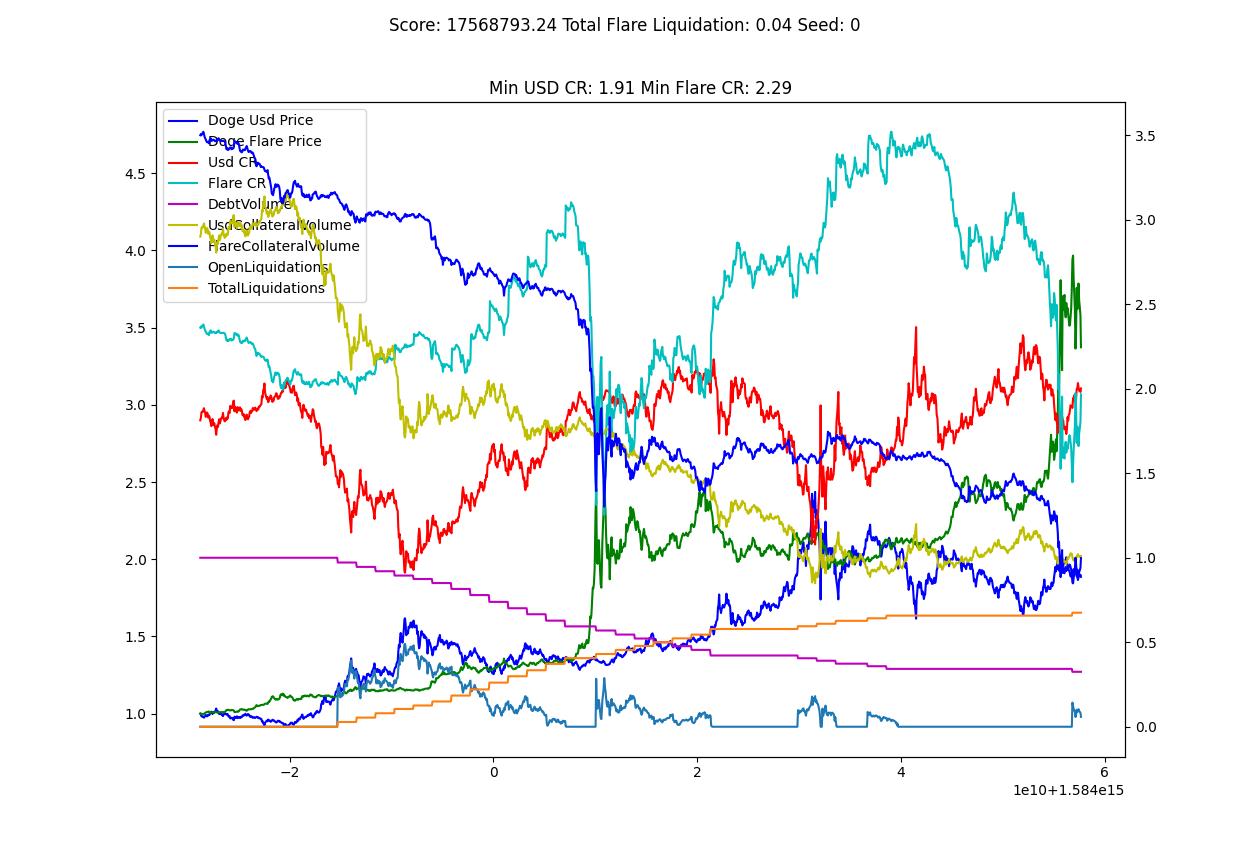 Score: 17568793.24 Total Flare Liquidation: 0.04 Seed: 0
Min USD CR: 1.91 Min Flare CR: 2.29
Doge Usd Price
Doge Flare Price
Usd CR
Flare CR
DebtVolume
UsdCollateralVolume
FlareCollateralVolume
OpenLiquidations
TotalLiquidations
4.5
4.0
3.5
3.0
2.5
2.0
1.5
1.0
3.5
3.0
2.5
2.0
1.5
1.0
0.5
0.0
−2
0
2
4
6
1e10+1.584e15